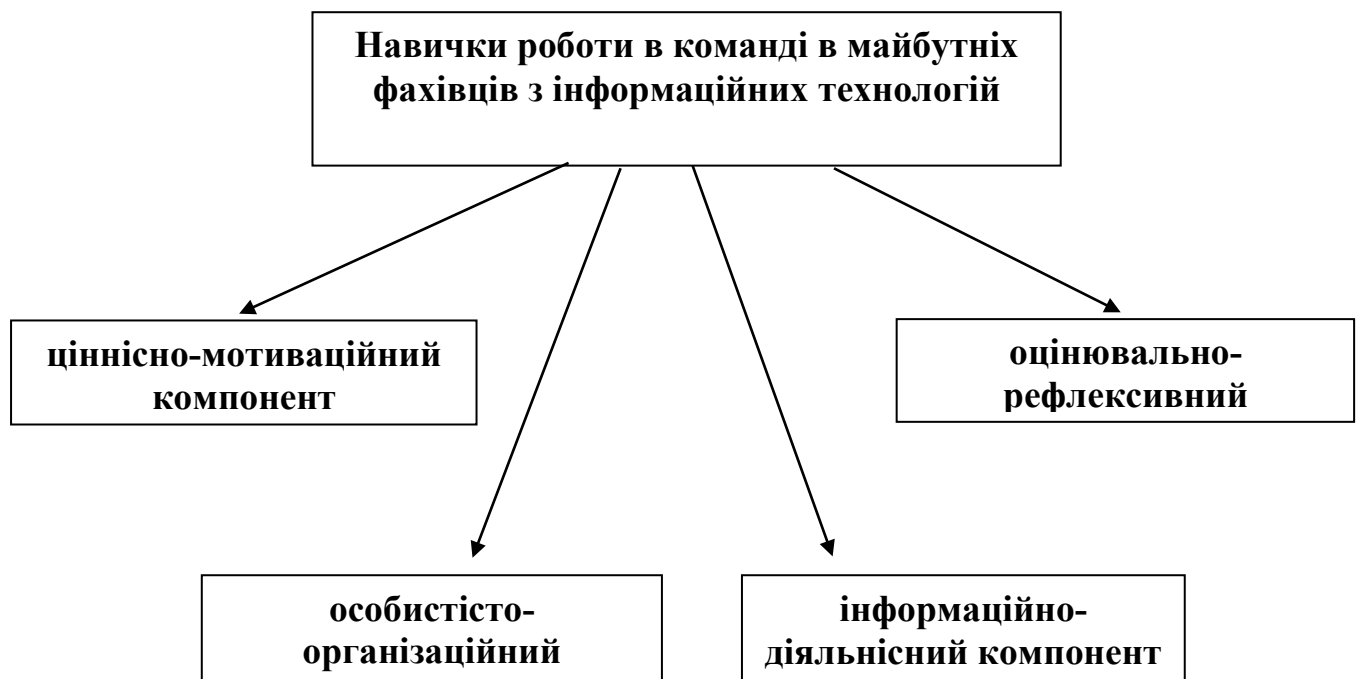 Навички роботи в команді в майбутніх
фахівців з інформаційних технологій
ціннісно-мотиваційний
компонент
оцінювально-
рефлексивний
особистісто-
організаційний
інформаційно-
діяльнісний компонент